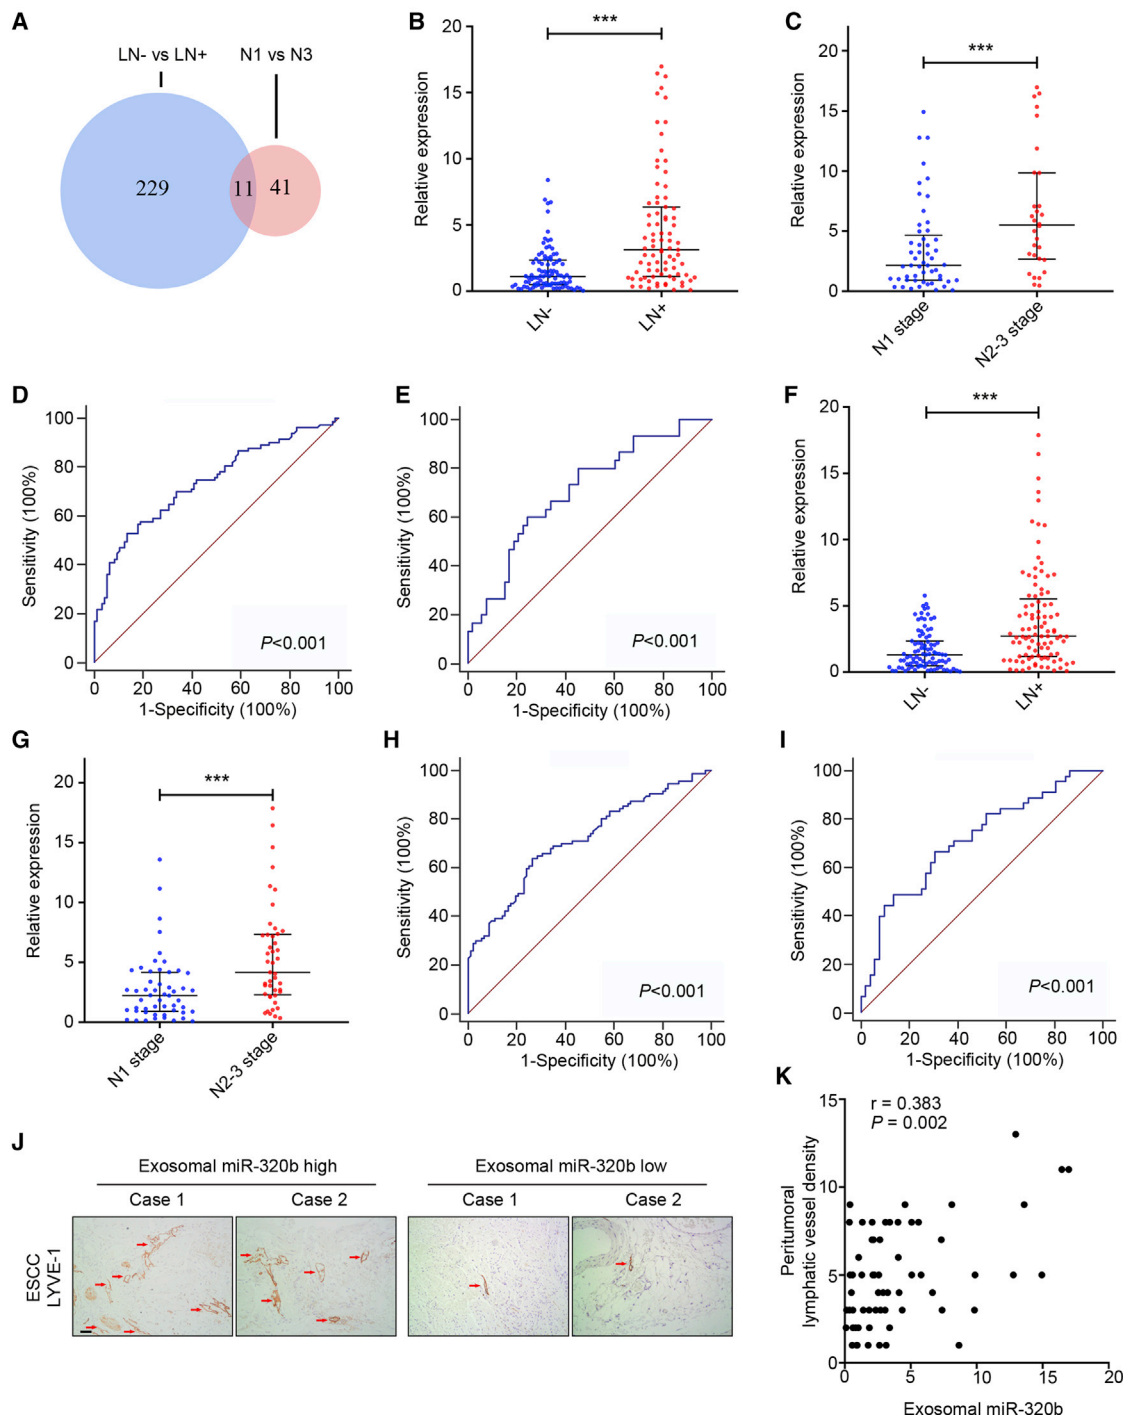 A
LN- vs LN+
N1 vs N3
229
11
41
B
Relative expression
20
15
10
5
0
***
LN-
LN+
C
Relative expression
20
15
10
5
0
***
N1 stage
N2-3 stage
D
Sensitivity (100%)
100
80
60
40
20
0
P<0.001
0 20 40 60 80 100
1-Specificity (100%)
E
Sensitivity (100%)
100
80
60
40
20
0
P<0.001
0 20 40 60 80 100
1-Specificity (100%)
F
Relative expression
20
15
10
5
0
***
LN-
LN+
G
Relative expression
20
15
10
5
0
***
N1 stage
N2-3 stage
H
Sensitivity (100%)
100
80
60
40
20
0
P<0.001
0 20 40 60 80 100
1-Specificity (100%)
I
Sensitivity (100%)
100
80
60
40
20
0
P<0.001
0 20 40 60 80 100
1-Specificity (100%)
J
Exosomal miR-320b high
Exosomal miR-320b low
Case 1
Case 2
Case 1
Case 2
ESCC
LYVE-1
K
Peritumoral
lymphatic vessel density
15
10
5
0
r = 0.383
P = 0.002
0 5 10 15 20
Exosomal miR-320b